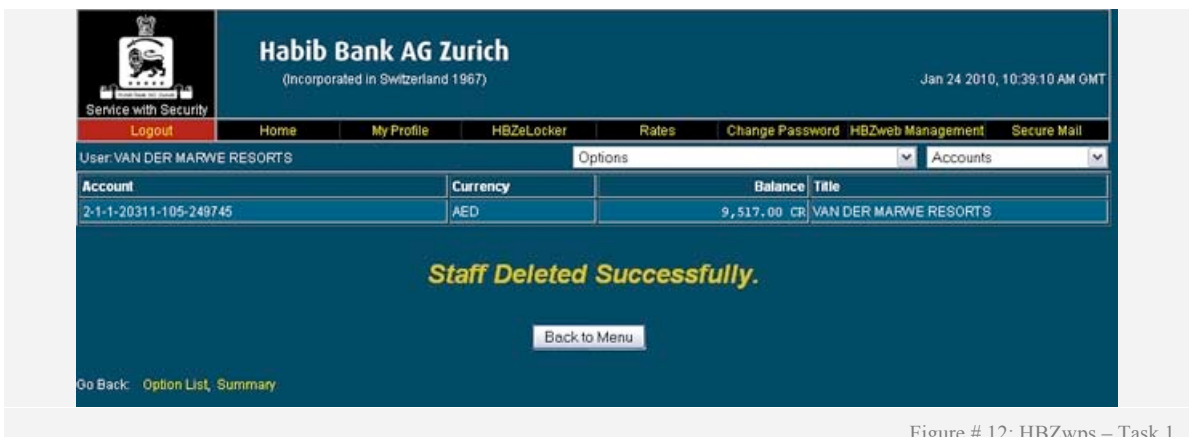 Habib Bank AG Zurich
(Incorporated in Switzerland 1967)
Jan 24 2010, 10:39:10 AM GMT
Service with Security
Logout Home My Profile HBZeLocker Rates Change Password HBZweb Management Secure Mail
User: VAN DER MARWE RESORTS Options Accounts
Account Currency Balance Title
2-1-1-20311-105-249745 AED 9,517.00 CR VAN DER MARWE RESORTS
Staff Deleted Successfully.
Back to Menu
Go Back: Option List, Summary
Figure # 12: HBZwps – Task 1